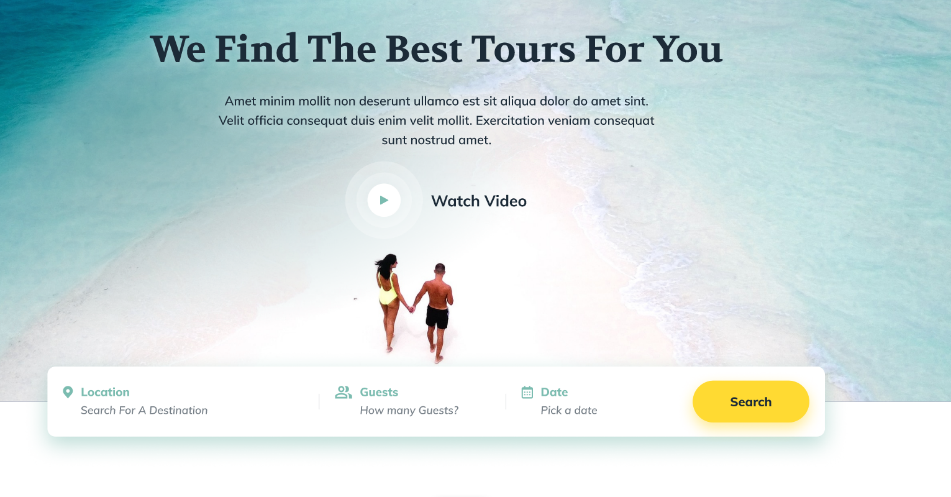 We Find The Best Tours For You
Amet minim mollit non deserunt ullamco est sit aliqua dolor do amet sint.
Velit officia consequat duis enim velit mollit. Exercitation veniam consequat
sunt nostrud amet.
Watch Video
Location
Search For A Destination
Guests
How many Guests?
Date
Pick a date
Search